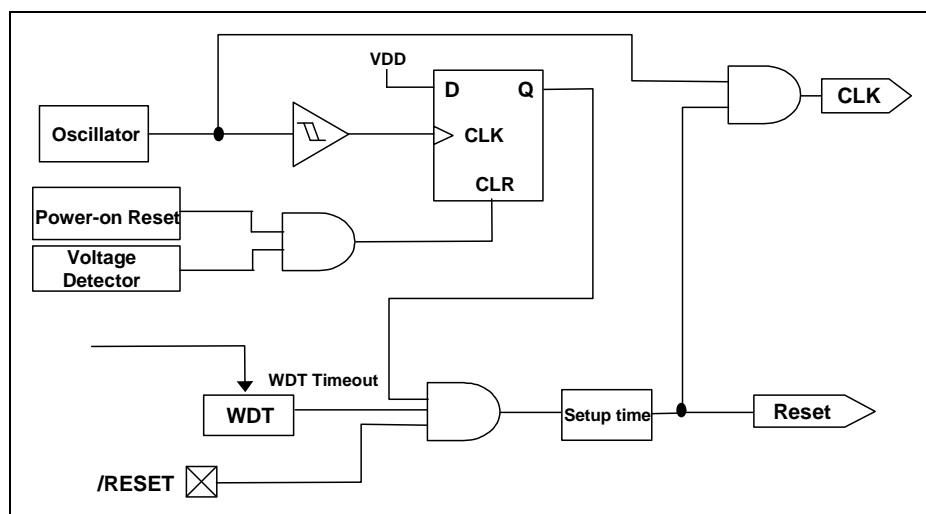 VDD
D
Q
CLK
CLK
Oscillator
CLR
Power-on Reset
Voltage
Detector
WDT Timeout
WDT
Setup time
Reset
/RESET